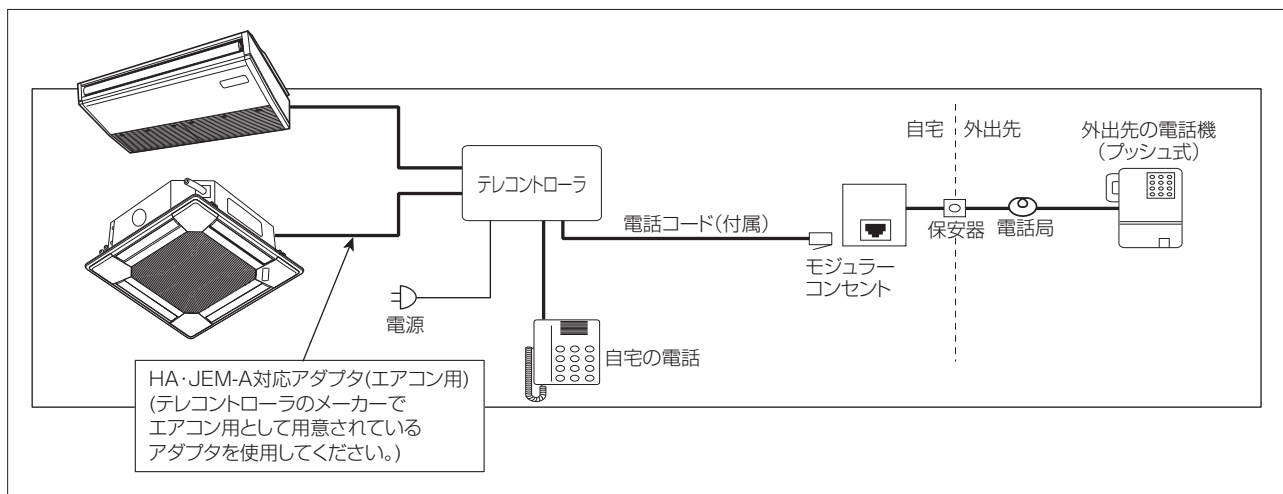 自宅
外出先
外出先の電話機
(プッシュ式)
テレコントローラ
電話コード(付属)
保安器
電話局
モジュラー
コンセント
電源
自宅の電話
HA・JEM-A対応アダプタ(エアコン用)
(テレコントローラのメーカーで
エアコン用として用意されている
アダプタを使用してください。)